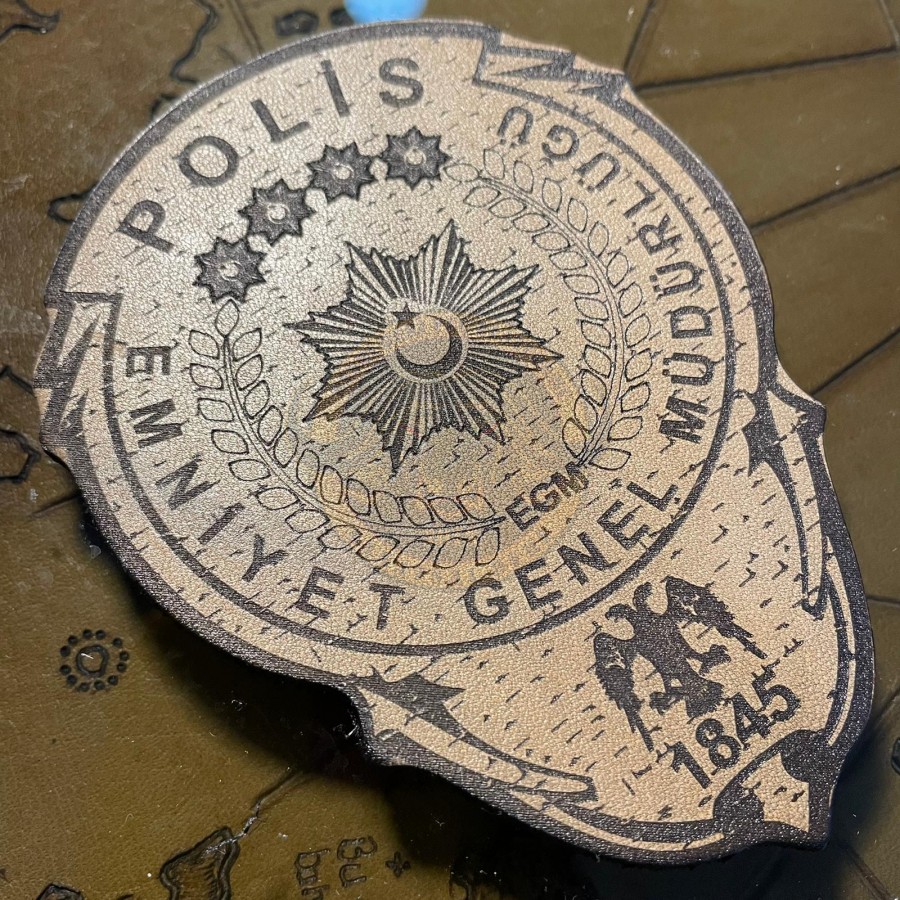 POLİS
EMNİYET GENEL MÜDÜRLÜĞÜ
EGM
1845